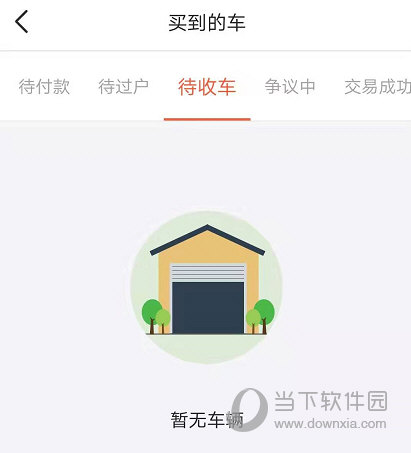 买到的车
待付款 待过户 待收车 争议中 交易成功
暂无车辆
当下软件园
www.downxia.com